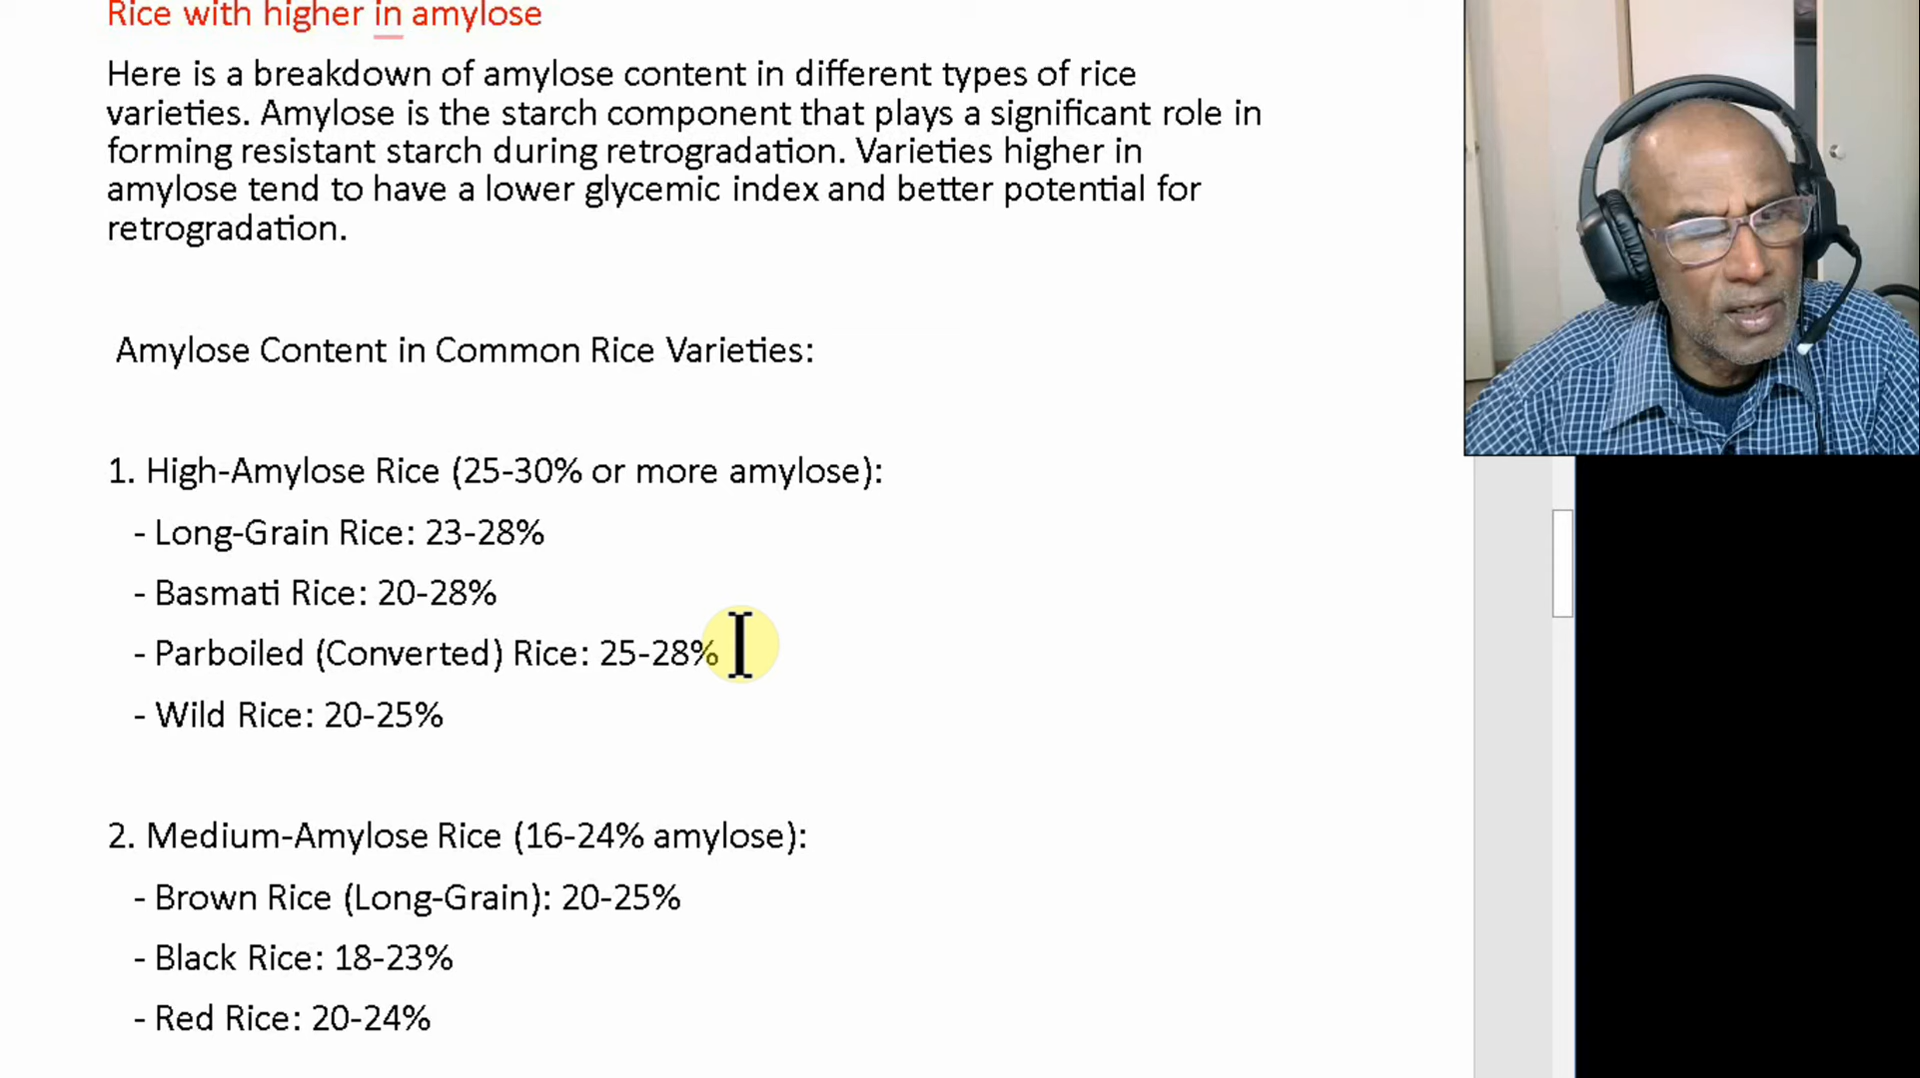 Rice with higher in amylose
Here is a breakdown of amylose content in different types of rice
varieties. Amylose is the starch component that plays a significant role in
forming resistant starch during retrogradation. Varieties higher in
amylose tend to have a lower glycemic index and better potential for
retrogradation.
Amylose Content in Common Rice Varieties:
1. High-Amylose Rice (25-30% or more amylose):
- Long-Grain Rice: 23-28%
- Basmati Rice: 20-28%
- Parboiled (Converted) Rice: 25-28%
- Wild Rice: 20-25%
2. Medium-Amylose Rice (16-24% amylose):
- Brown Rice (Long-Grain): 20-25%
- Black Rice: 18-23%
- Red Rice: 20-24%